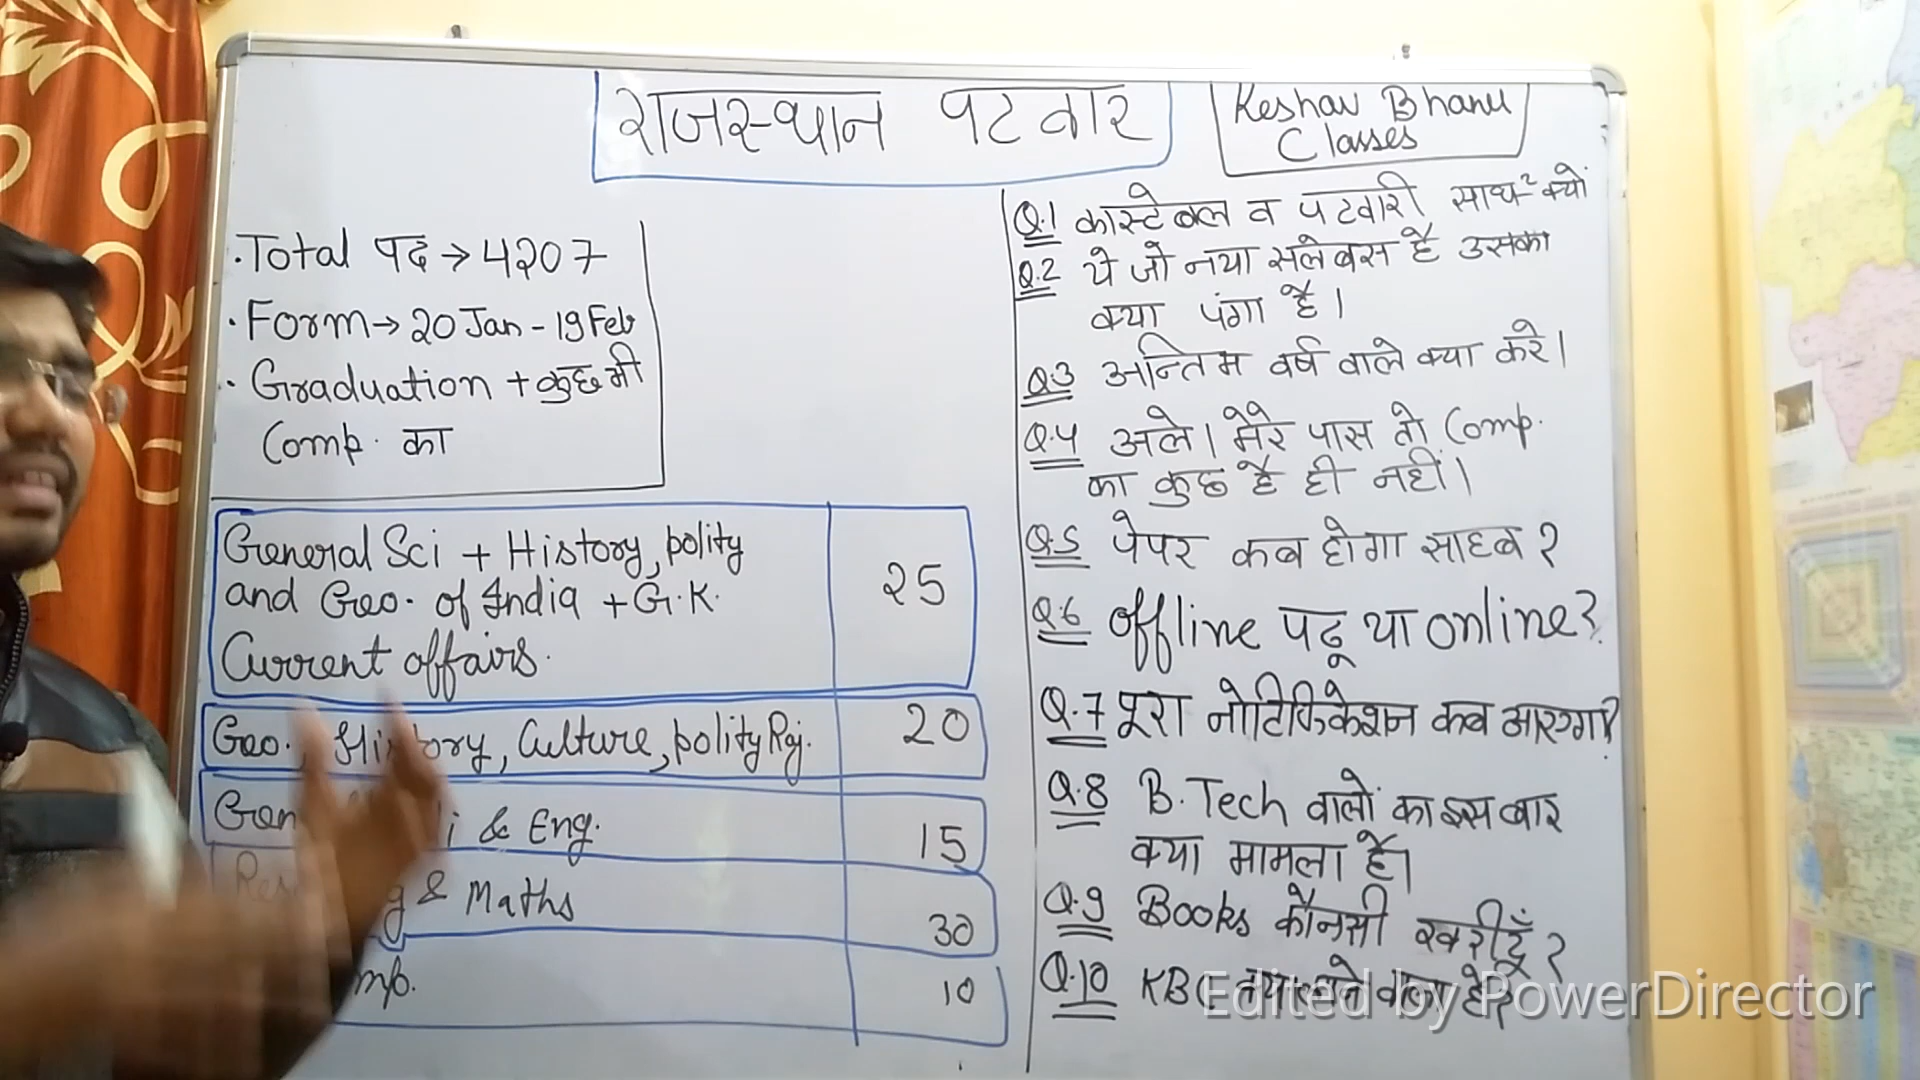 राजस्थान पटवार
Keshav Bhanu
Classes
·Total पद → 4207
·Form → 20 Jan - 19 Feb
· Graduation + कुछ भी
Comp. का
General Sci + History, polity
and Geo. of India + G.K.
Current affairs.
25
Geo., History, Culture, polity Raj.
20
Gen & Eng.
15
& Maths
30
10
Q.1 कास्टेबल व पटवारी साथ-2 क्यों
Q.2 ये जो नया सलेबस है उसका
क्या पंगा है।
Q.3 अन्तिम वर्ष वाले क्या करे।
Q.4 अले। मेरे पास तो Comp.
का कुछ है ही नहीं।
Q.5 पेपर कब होगा साहब ?
Q.6 offline पढू या online?
Q.7 पूरा नोटिफिकेशन कब आएगा?
Q.8 B.Tech वालों का इस बार
क्या मामला है।
Q.9 Books कौनसी खरीदूँ ?
Q.10 KBC
Edited by PowerDirector